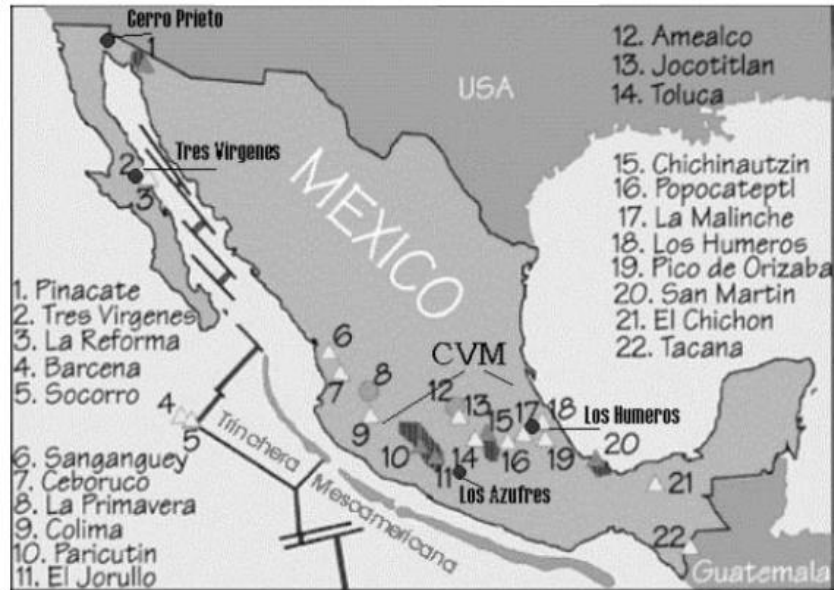 Cerro Prieto
1
12. Amealco
13. Jocotitlan
14. Toluca
USA
Tres Virgenes
2
3
MEXICO
15. Chichinautzin
16. Popocateptl
17. La Malinche
18. Los Humeros
19. Pico de Orizaba
20. San Martin
21. El Chichon
22. Tacana
1. Pinacate
2. Tres Virgenes
3. La Reforma
4. Barcena
5. Socorro
6
7
8
CVM
12
13
17
18
Los Humeros
9
15
4
5
10
14
16
19
20
11
Los Azufres
21
22
Trinchera Mesoamericana
6. Sanganguey
7. Ceboruco
8. La Primavera
9. Colima
10. Paricutin
11. El Jorullo
Guatemala